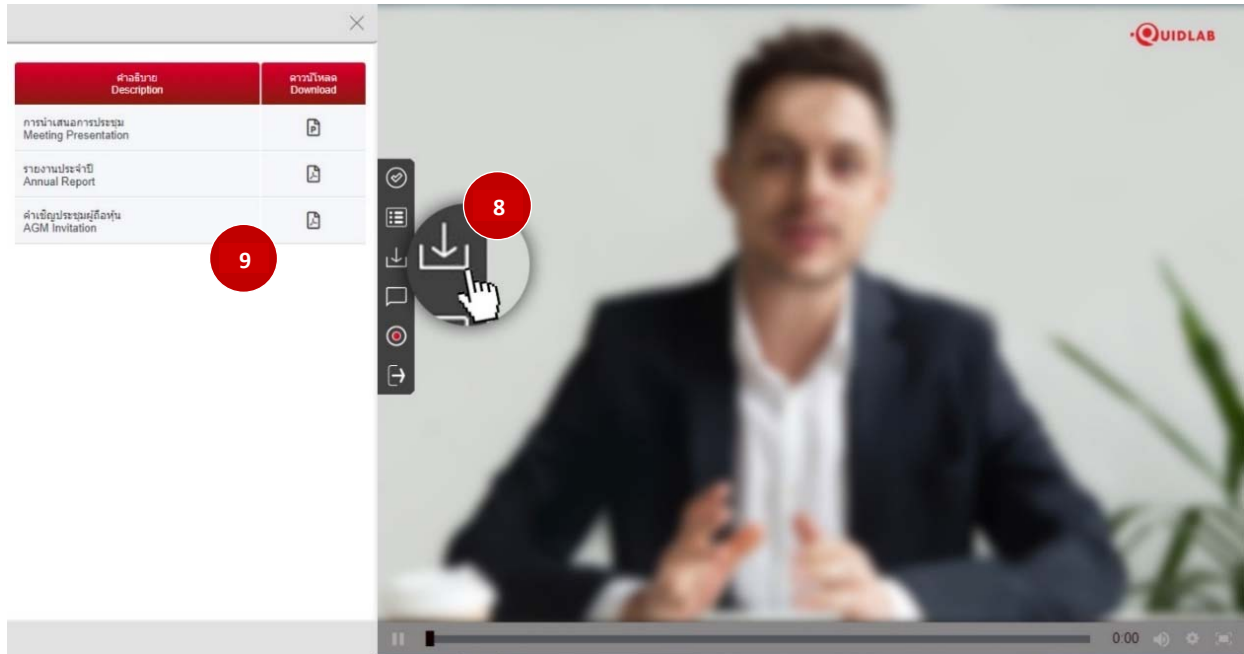 QUIDLAB
คำอธิบาย
Description
ดาวน์โหลด
Download
การนำเสนอการประชุม
Meeting Presentation
รายงานประจำปี
Annual Report
คำเชิญประชุมผู้ถือหุ้น
AGM Invitation
8
9
0:00